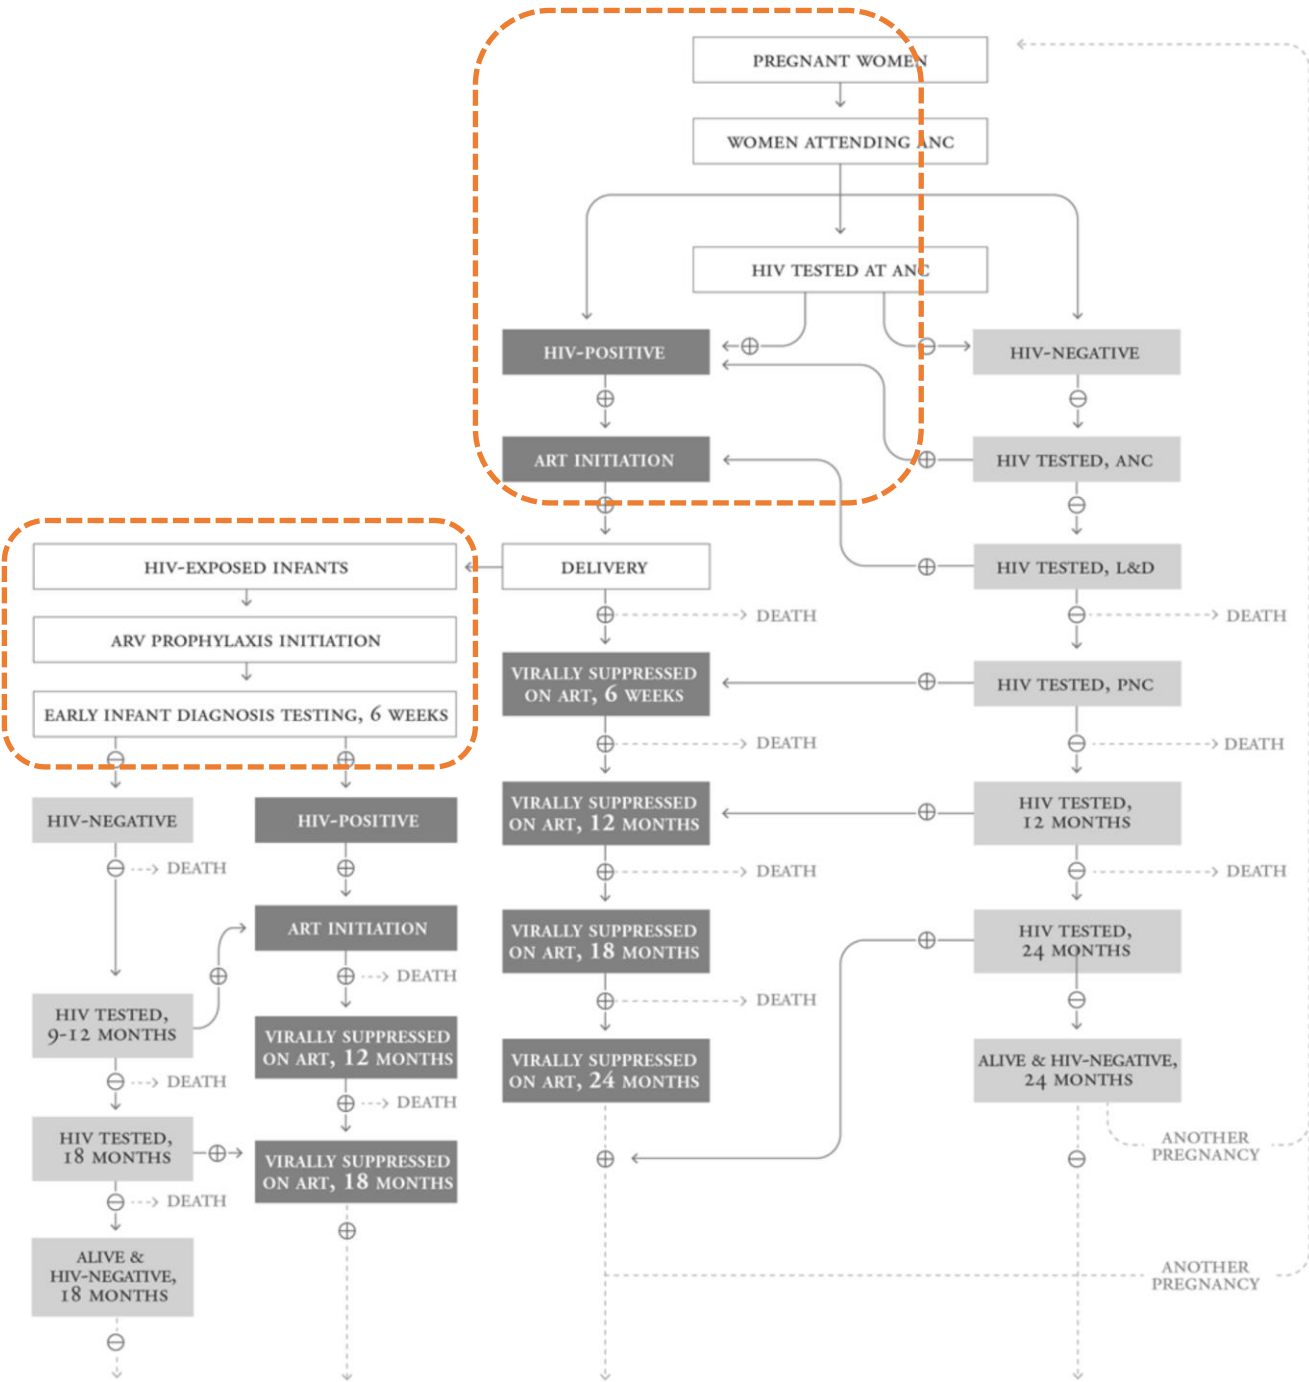 PREGNANT WOMEN
WOMEN ATTENDING ANC
HIV TESTED AT ANC
HIV-POSITIVE
HIV-NEGATIVE
ART INITIATION
HIV TESTED, ANC
HIV-EXPOSED INFANTS
DELIVERY
HIV TESTED, L&D
DEATH
DEATH
ARV PROPHYLAXIS INITIATION
VIRALLY SUPPRESSED
ON ART, 6 WEEKS
HIV TESTED, PNC
EARLY INFANT DIAGNOSIS TESTING, 6 WEEKS
DEATH
DEATH
HIV-NEGATIVE
HIV-POSITIVE
VIRALLY SUPPRESSED
ON ART, 12 MONTHS
HIV TESTED,
12 MONTHS
DEATH
DEATH
DEATH
ART INITIATION
VIRALLY SUPPRESSED
ON ART, 18 MONTHS
HIV TESTED,
24 MONTHS
DEATH
DEATH
HIV TESTED,
9-12 MONTHS
VIRALLY SUPPRESSED
ON ART, 12 MONTHS
VIRALLY SUPPRESSED
ON ART, 24 MONTHS
ALIVE & HIV-NEGATIVE,
24 MONTHS
DEATH
DEATH
HIV TESTED,
18 MONTHS
VIRALLY SUPPRESSED
ON ART, 18 MONTHS
ANOTHER
PREGNANCY
DEATH
ALIVE &
HIV-NEGATIVE,
18 MONTHS
ANOTHER
PREGNANCY